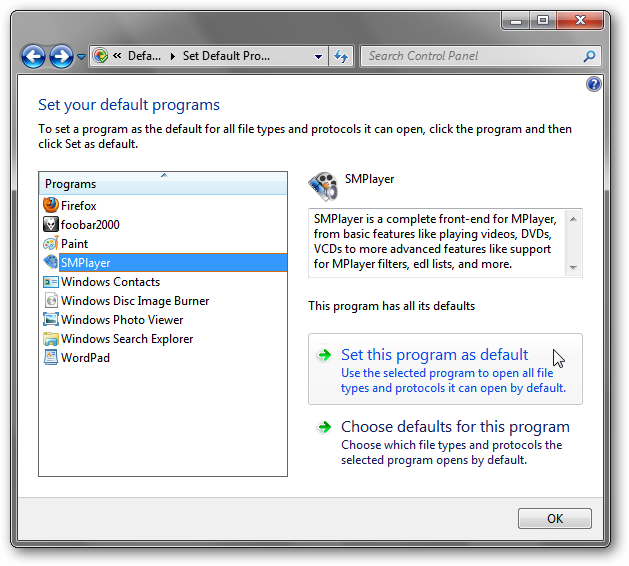 « Defa... ▸ Set Default Pro...
Search Control Panel
Set your default programs
To set a program as the default for all file types and protocols it can open, click the program and then
click Set as default.
Programs
Firefox
foobar2000
Paint
SMPlayer
Windows Contacts
Windows Disc Image Burner
Windows Photo Viewer
Windows Search Explorer
WordPad
SMPlayer
SMPlayer is a complete front-end for MPlayer,
from basic features like playing videos, DVDs,
VCDs to more advanced features like support
for MPlayer filters, edl lists, and more.
This program has all its defaults
Set this program as default
Use the selected program to open all file
types and protocols it can open by default.
Choose defaults for this program
Choose which file types and protocols the
selected program opens by default.
OK